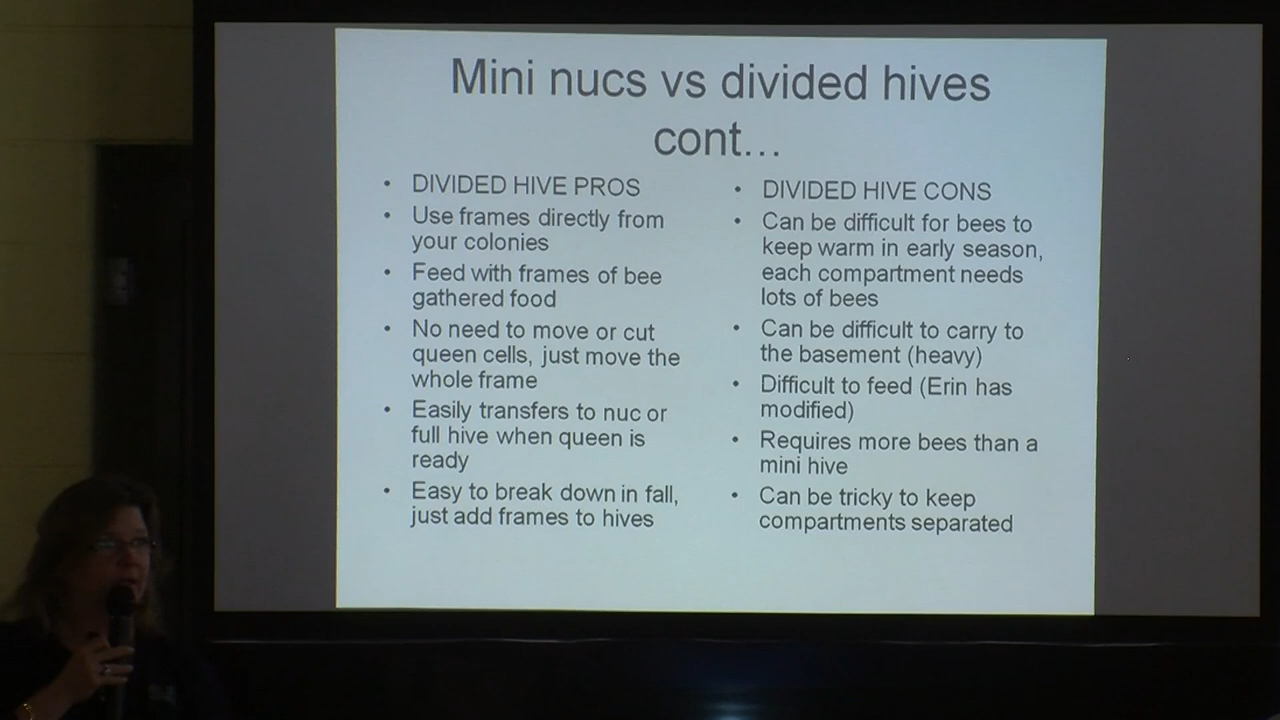 Mini nucs vs divided hives
cont...
• DIVIDED HIVE PROS
• Use frames directly from
your colonies
• Feed with frames of bee
gathered food
• No need to move or cut
queen cells, just move the
whole frame
• Easily transfers to nuc or
full hive when queen is
ready
• Easy to break down in fall,
just add frames to hives
• DIVIDED HIVE CONS
• Can be difficult for bees to
keep warm in early season,
each compartment needs
lots of bees
• Can be difficult to carry to
the basement (heavy)
• Difficult to feed (Erin has
modified)
• Requires more bees than a
mini hive
• Can be tricky to keep
compartments separated